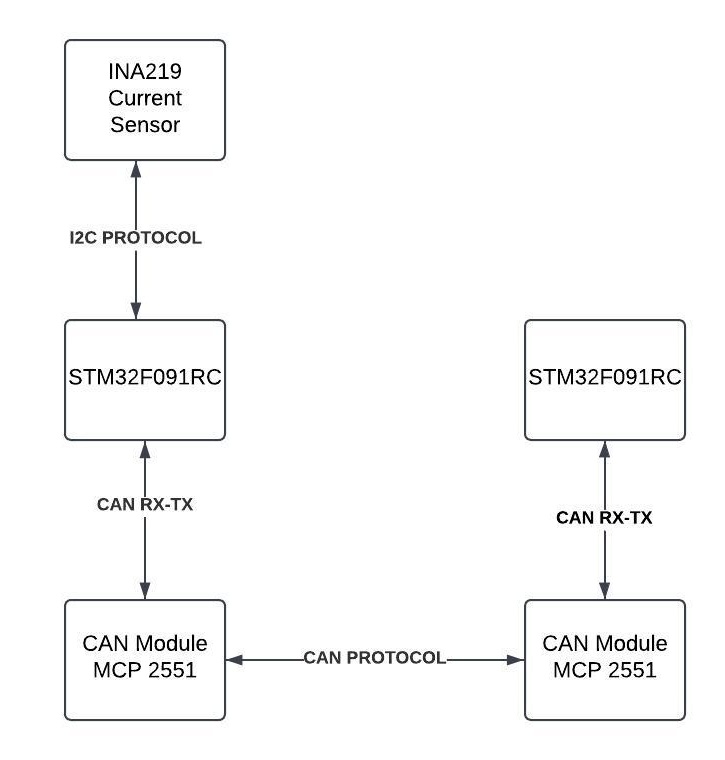 INA219
Current
Sensor
I2C PROTOCOL
STM32F091RC
STM32F091RC
CAN RX-TX
CAN RX-TX
CAN Module
MCP 2551
CAN PROTOCOL
CAN Module
MCP 2551